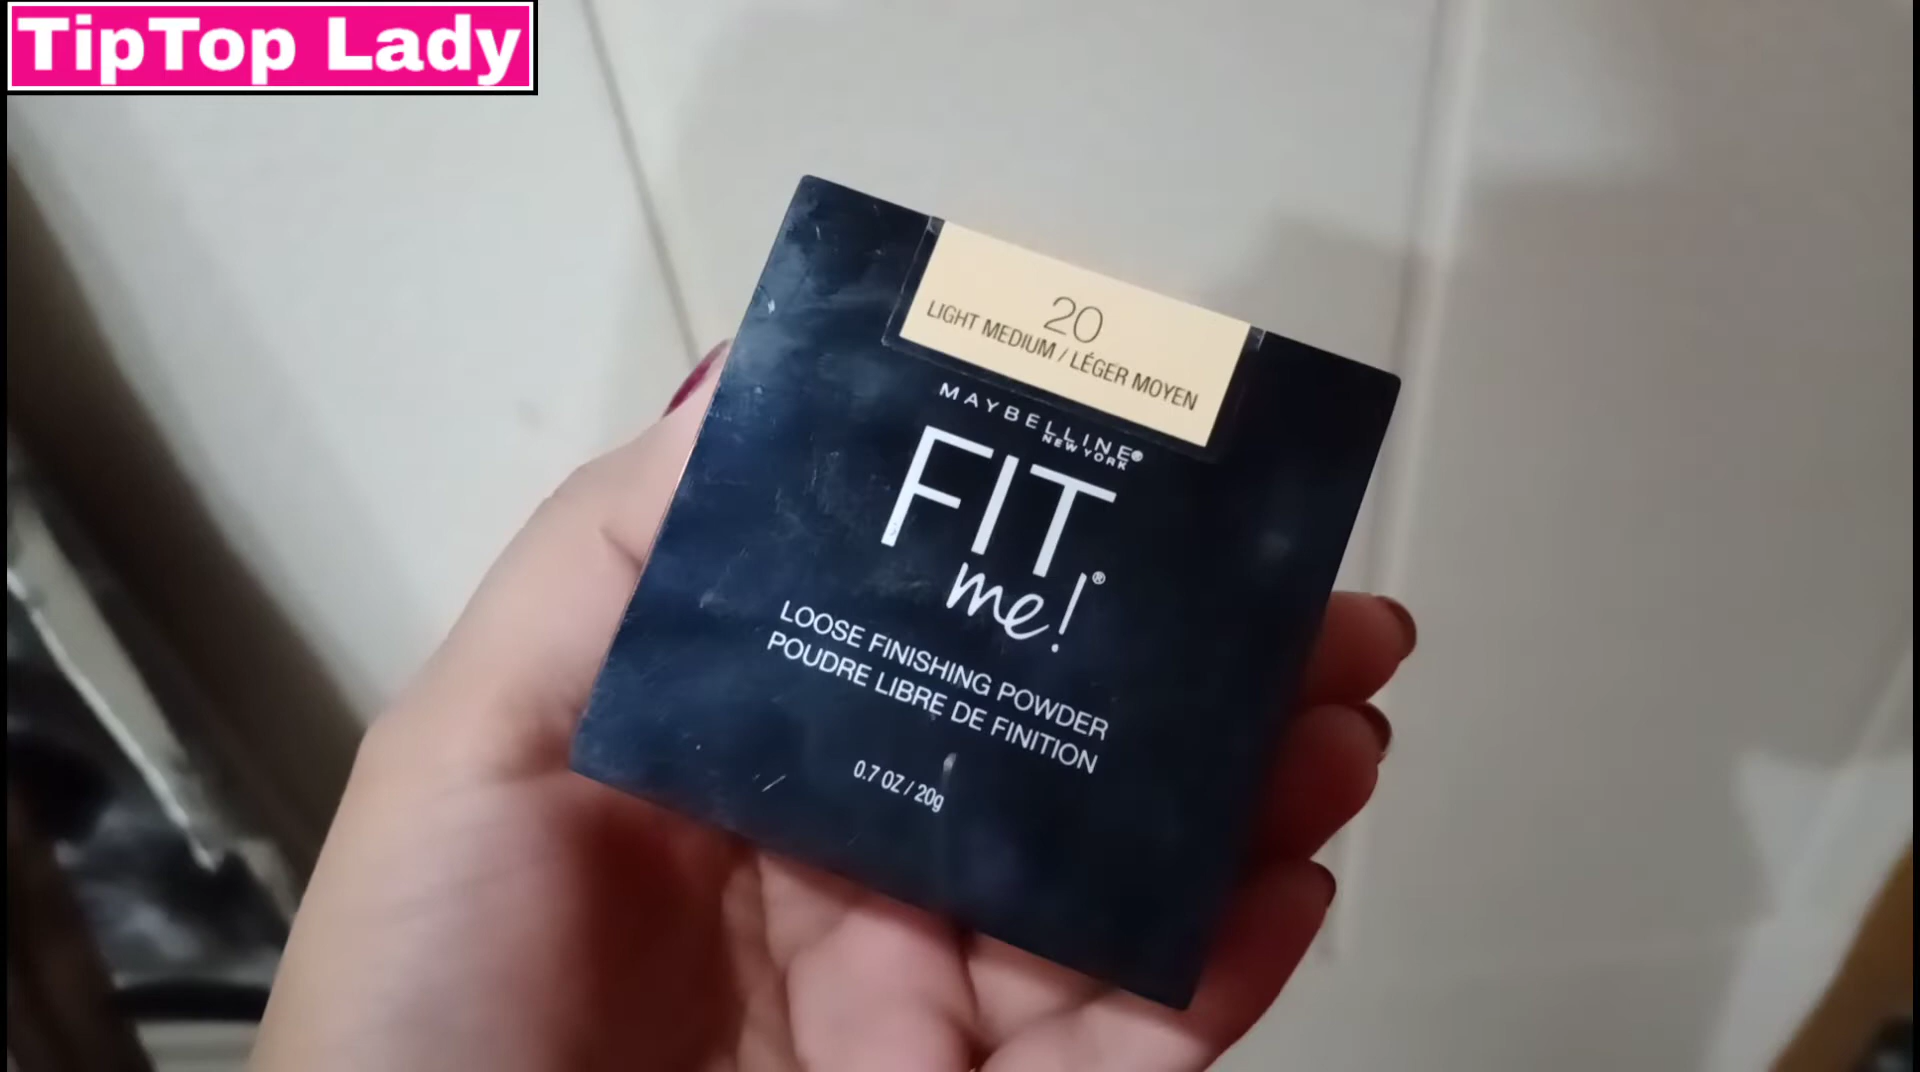 TipTop Lady
20
LIGHT MEDIUM / LÉGER MOYEN
MAYBELLINE®
NEW YORK
FIT
me!®
LOOSE FINISHING POWDER
POUDRE LIBRE DE FINITION
0.7 OZ / 20g